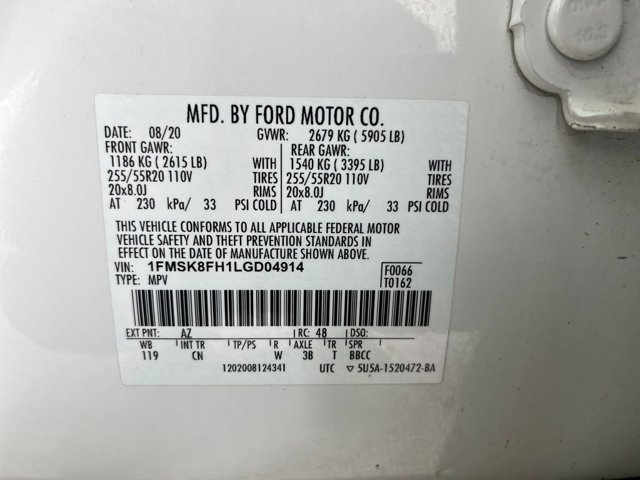 MFD. BY FORD MOTOR CO.
DATE: 08/20 GVWR: 2679 KG ( 5905 LB)
FRONT GAWR: REAR GAWR:
1186 KG ( 2615 LB) WITH 1540 KG ( 3395 LB) WITH
255/55R20 110V TIRES 255/55R20 110V TIRES
20x8.0J RIMS 20x8.0J RIMS
AT 230 kPa/ 33 PSI COLD AT 230 kPa/ 33 PSI COLD
THIS VEHICLE CONFORMS TO ALL APPLICABLE FEDERAL MOTOR
VEHICLE SAFETY AND THEFT PREVENTION STANDARDS IN
EFFECT ON THE DATE OF MANUFACTURE SHOWN ABOVE.
VIN: 1FMSK8FH1LGD04914 F0066
TYPE: MPV T0162
EXT PNT: AZ RC: 48 DSO:
WB INT TR TP/PS R AXLE TR SPR
119 CN W 3B T BBCC
1202008124341 UTC ▽ 5U5A-1520472-BA